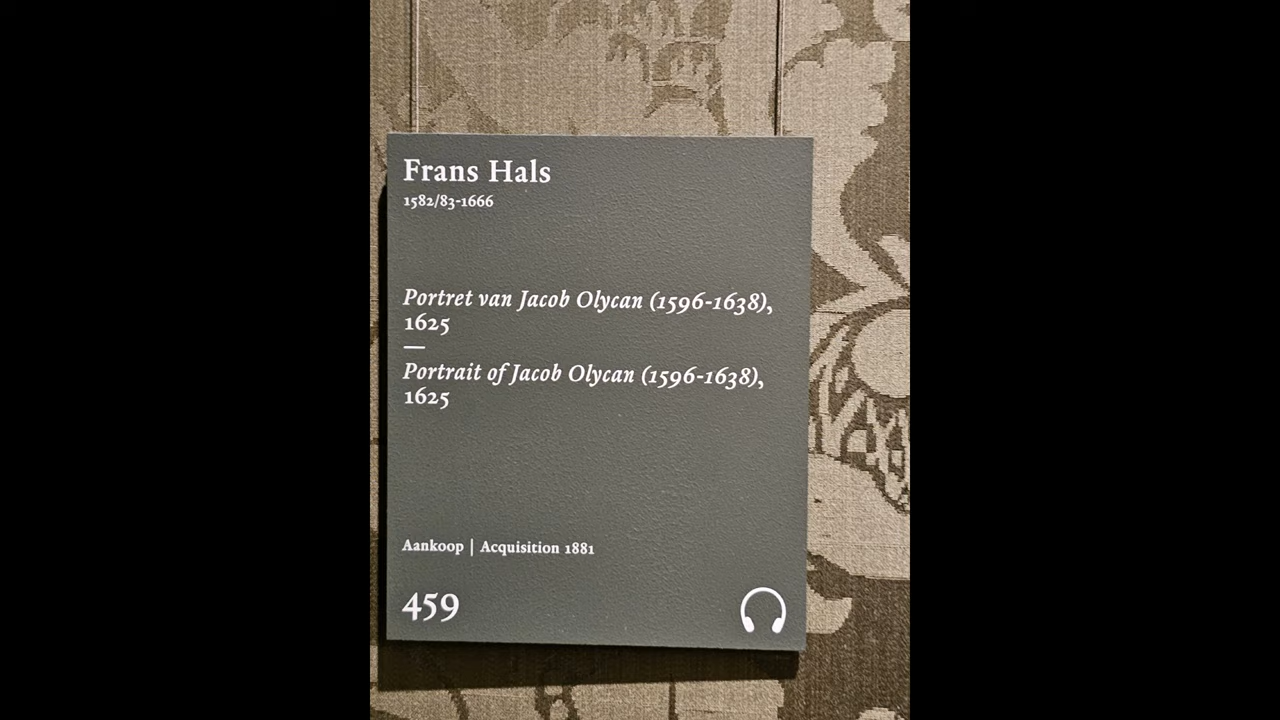 Frans Hals
1582/83-1666
Portret van Jacob Olycan (1596-1638),
1625
—
Portrait of Jacob Olycan (1596-1638),
1625
Aankoop | Acquisition 1881
459